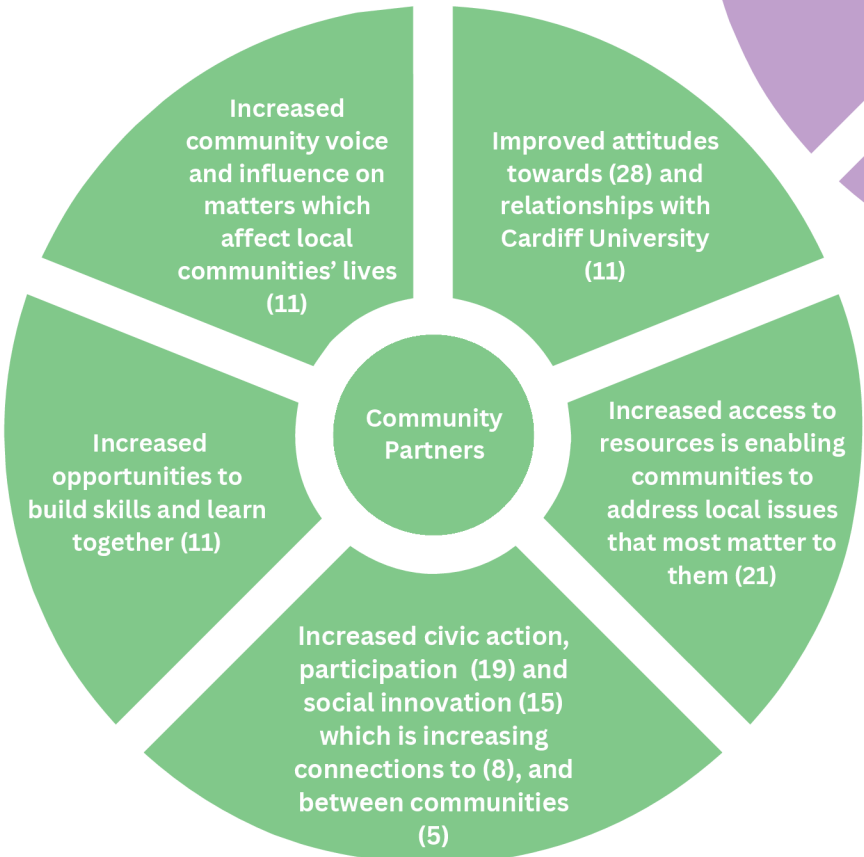 Increased
community voice
and influence on
matters which
affect local
communities’ lives
(11)
Improved attitudes
towards (28) and
relationships with
Cardiff University
(11)
Community
Partners
Increased access to
resources is enabling
communities to
address local issues
that most matter to
them (21)
Increased
opportunities to
build skills and learn
together (11)
Increased civic action,
participation  (19) and
social innovation (15)
which is increasing
connections to (8), and
between communities
(5)